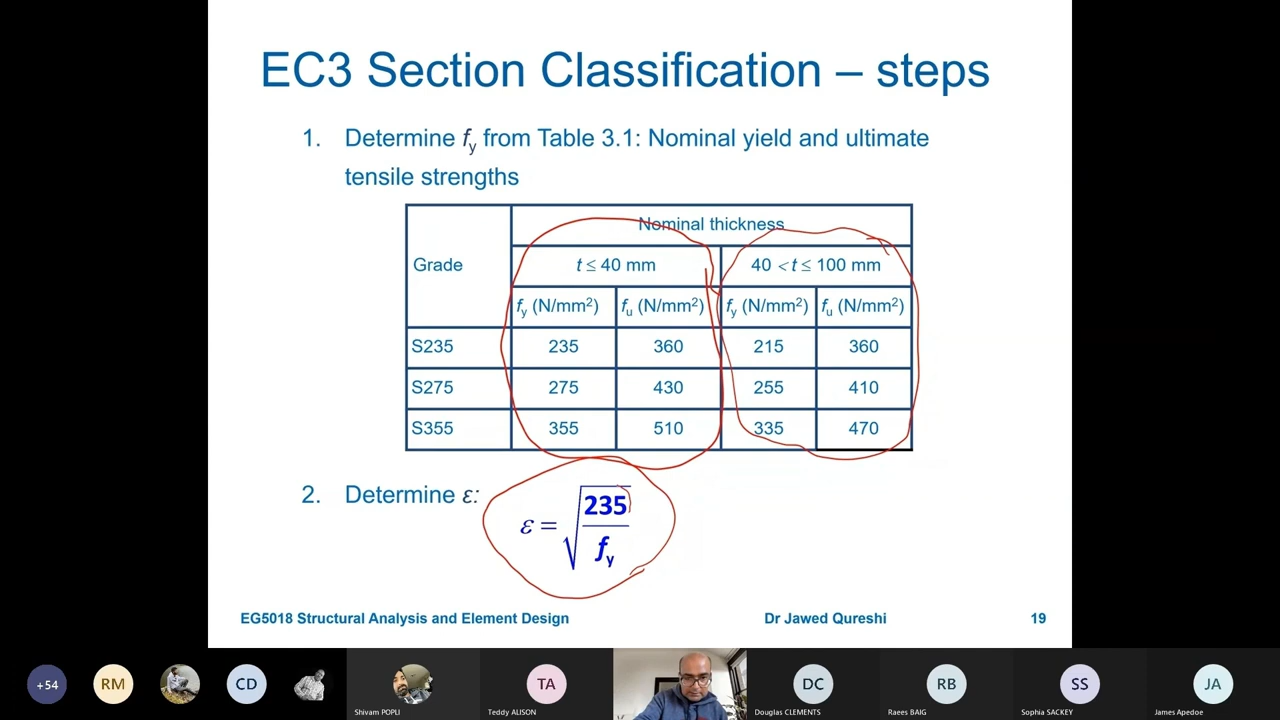 EC3 Section Classification – steps
1. Determine fy from Table 3.1: Nominal yield and ultimate
tensile strengths
Nominal thickness
Grade t ≤ 40 mm 40 < t ≤ 100 mm
fy (N/mm²) fu (N/mm²) fy (N/mm²) fu (N/mm²)
S235 235 360 215 360
S275 275 430 255 410
S355 355 510 335 470
2. Determine ε:
ε = √(235/fy)
EG5018 Structural Analysis and Element Design Dr Jawed Qureshi 19
+54 RM CD TA DC RB SS JA
Shivam POPLI Teddy ALISON Douglas CLEMENTS Raees BAIG Sophia SACKEY James Apedoe